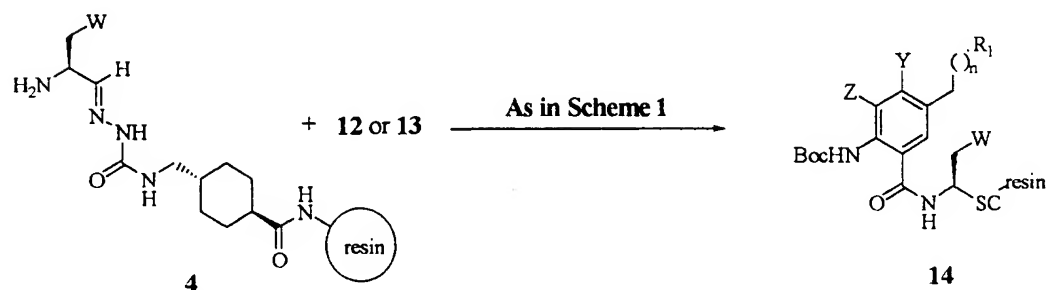 W
H₂N
H
N
NH
O
N
H
H
N
O
resin
4
+ 12 or 13
As in Scheme 1
R₁
( )n
Y
Z
BocHN
W
O
N
H
SC
resin
14